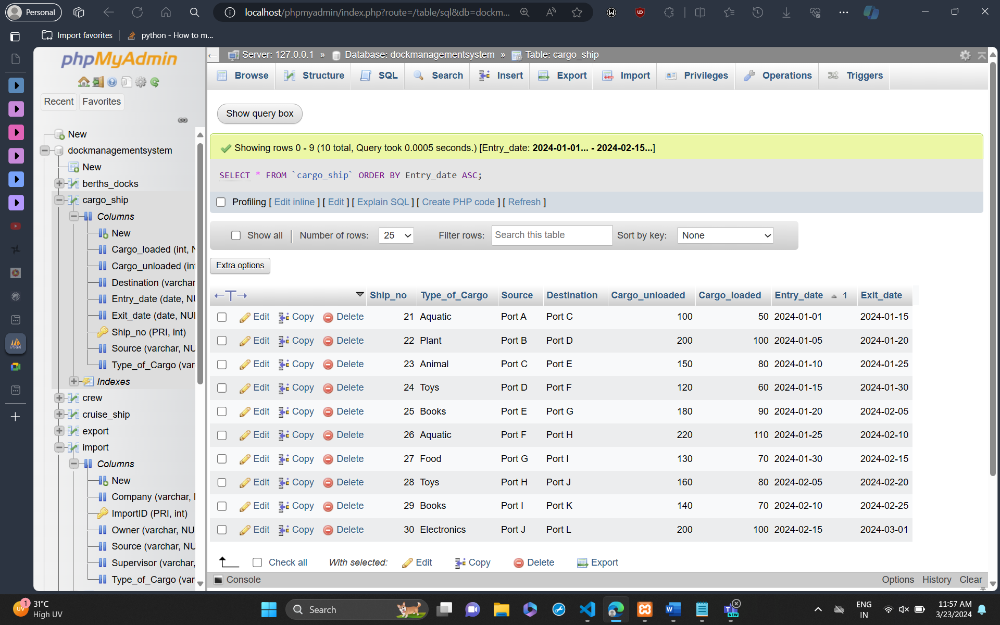 Personal
localhost/phpmyadmin/index.php?route=/table/sql&db=dockm...
Import favorites
python - How to m...
phpMyAdmin
Recent
Favorites
New
dockmanagementsystem
New
berths_docks
cargo_ship
Columns
New
Cargo_loaded (int, N
Cargo_unloaded (int
Destination (varchar
Entry_date (date, NU
Exit_date (date, NUL
Ship_no (PRI, int)
Source (varchar, NU
Type_of_Cargo (var
Indexes
crew
cruise_ship
export
import
Columns
New
Company (varchar, 
ImportID (PRI, int)
Owner (varchar, NU
Source (varchar, NU
Supervisor (varchar,
Type_of_Cargo (var
Server: 127.0.0.1 » Database: dockmanagementsystem » Table: cargo_ship
Browse Structure SQL Search Insert Export Import Privileges Operations Triggers
Show query box
Showing rows 0 - 9 (10 total, Query took 0.0005 seconds.) [Entry_date: 2024-01-01... - 2024-02-15...]
SELECT * FROM `cargo_ship` ORDER BY Entry_date ASC;
Profiling [ Edit inline ] [ Edit ] [ Explain SQL ] [ Create PHP code ] [ Refresh ]
Show all Number of rows: 25 Filter rows: Search this table Sort by key: None
Extra options
←T→ Ship_no Type_of_Cargo Source Destination Cargo_unloaded Cargo_loaded Entry_date 1 Exit_date
Edit Copy Delete 21 Aquatic Port A Port C 100 50 2024-01-01 2024-01-15
Edit Copy Delete 22 Plant Port B Port D 200 100 2024-01-05 2024-01-20
Edit Copy Delete 23 Animal Port C Port E 150 80 2024-01-10 2024-01-25
Edit Copy Delete 24 Toys Port D Port F 120 60 2024-01-15 2024-01-30
Edit Copy Delete 25 Books Port E Port G 180 90 2024-01-20 2024-02-05
Edit Copy Delete 26 Aquatic Port F Port H 220 110 2024-01-25 2024-02-10
Edit Copy Delete 27 Food Port G Port I 130 70 2024-01-30 2024-02-15
Edit Copy Delete 28 Toys Port H Port J 160 80 2024-02-05 2024-02-20
Edit Copy Delete 29 Books Port I Port K 140 70 2024-02-10 2024-02-25
Edit Copy Delete 30 Electronics Port J Port L 200 100 2024-02-15 2024-03-01
Check all With selected: Edit Copy Delete Export
Console Options History Clear
UV 1
31°C
High UV
Search
NEW
ENG
IN
11:57 AM
3/23/2024